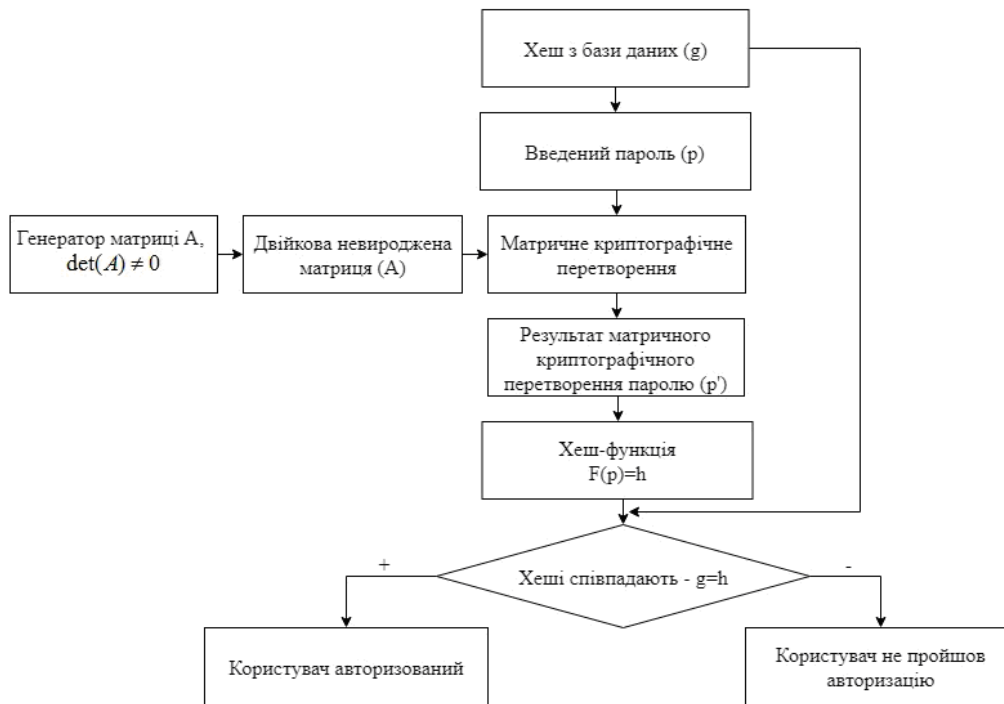 Хеш з бази даних (g)
Введений пароль (p)
Генератор матриці А,
det(A) ≠ 0
Двійкова невироджена
матриця (А)
Матричне криптографічне
перетворення
Результат матричного
криптографічного
перетворення паролю (p')
Хеш-функція
F(p)=h
+
Хеші співпадають - g=h
-
Користувач авторизований
Користувач не пройшов
авторизацію